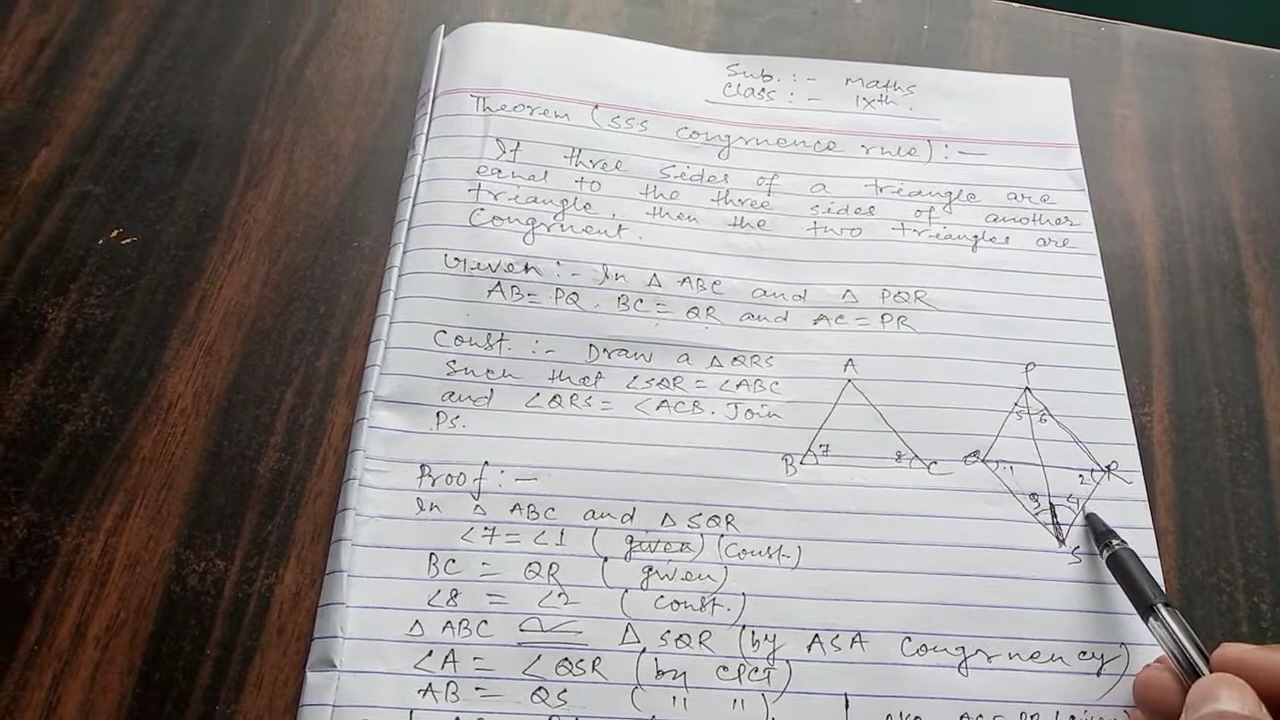 Sub. :- Maths
Class :- IXth.
Theorem (SSS congruence rule) :-
If three sides of a triangle are
equal to the three sides of another
triangle, then the two triangles are
Congruent.
Given :- In Δ ABC and Δ PQR
AB = PQ, BC = QR and AC = PR
Const. :- Draw a ΔQRS
Such that ∠SQR = ∠ABC
and ∠QRS = ∠ACB. Join
PS.
A
B 7 8 C
P
5 6
Q 1 2 R
3 4
S
Proof :-
In Δ ABC and Δ SQR
∠7 = ∠1 (given) (Const.)
BC = QR (given)
∠8 = ∠2 (const.)
Δ ABC ≅ Δ SQR (by ASA Congruency)
∠A = ∠QSR (by CPCT)
AB = QS (" ")